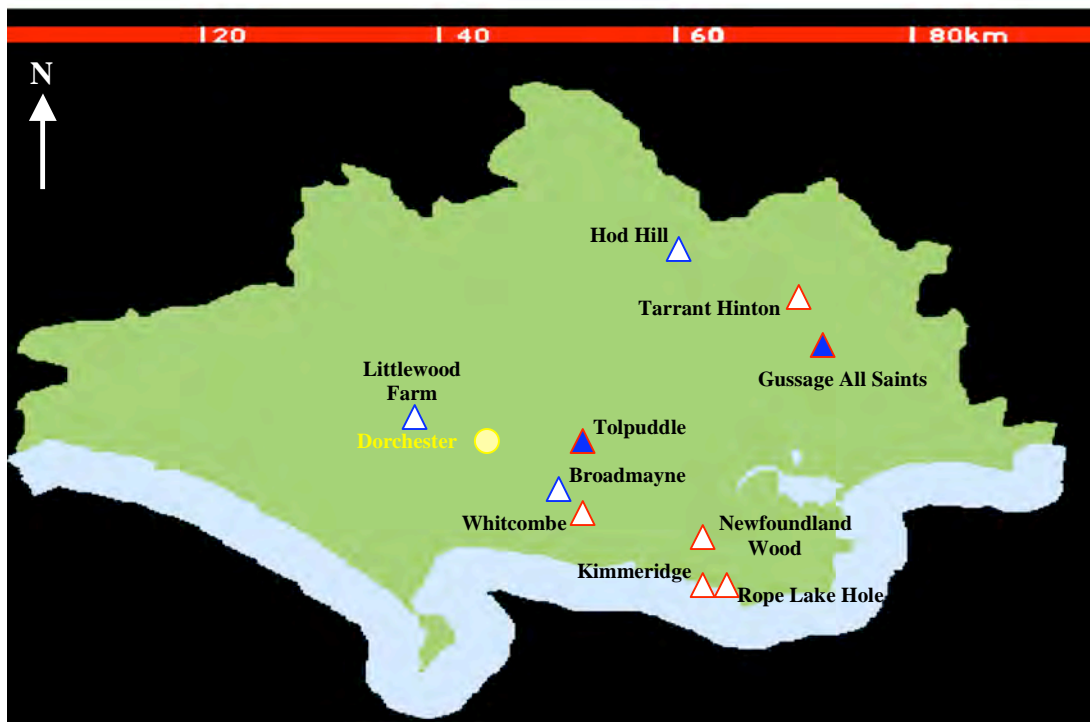 20 40 60 80km
N
Hod Hill
Tarrant Hinton
Gussage All Saints
Littlewood
Farm
Dorchester
Tolpuddle
Broadmayne
Whitcombe
Newfoundland
Wood
Kimmeridge
Rope Lake Hole